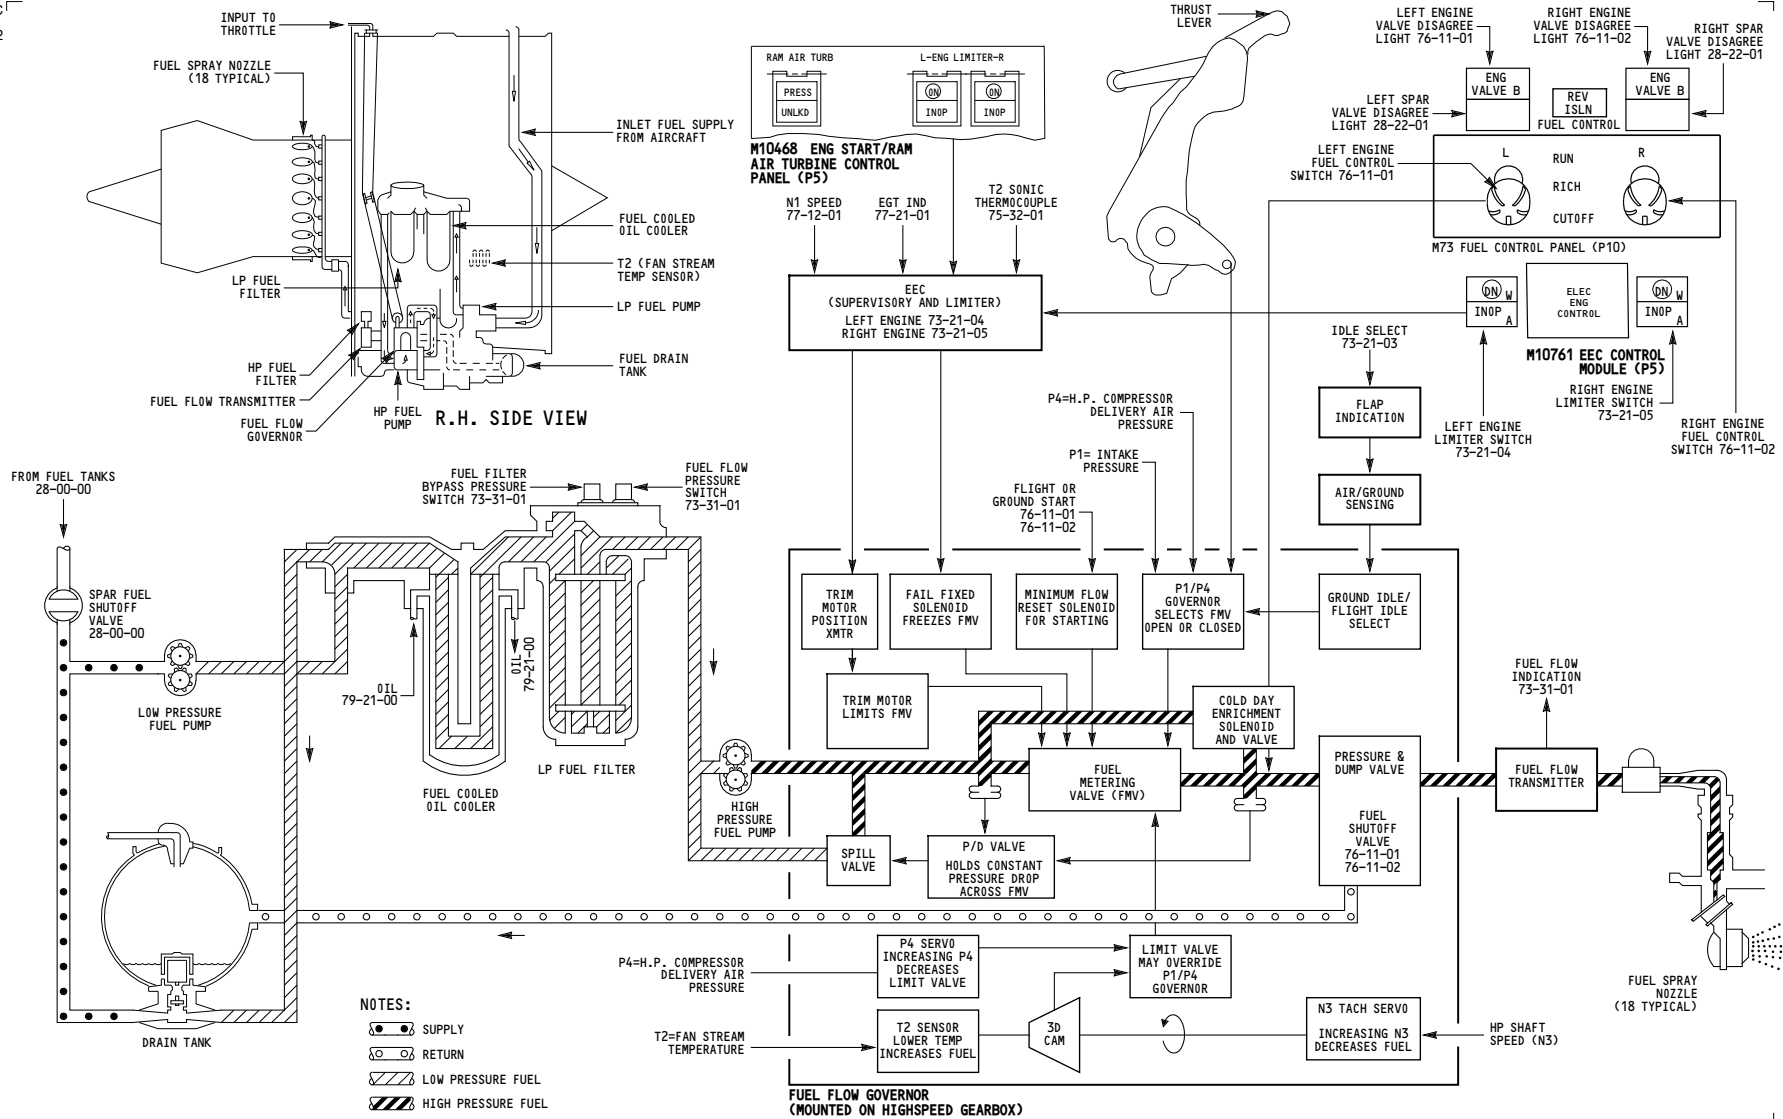 C
2
INPUT TO
THROTTLE
FUEL SPRAY NOZZLE
(18 TYPICAL)
INLET FUEL SUPPLY
FROM AIRCRAFT
FUEL COOLED
OIL COOLER
T2 (FAN STREAM
TEMP SENSOR)
LP FUEL
FILTER
LP FUEL PUMP
HP FUEL
FILTER
FUEL DRAIN
TANK
FUEL FLOW TRANSMITTER
FUEL FLOW
GOVERNOR
HP FUEL
PUMP
R.H. SIDE VIEW
RAM AIR TURB
L-ENG LIMITER-R
PRESS
UNLKD
ON
INOP
ON
INOP
M10468 ENG START/RAM
AIR TURBINE CONTROL
PANEL (P5)
N1 SPEED
77-12-01
EGT IND
77-21-01
T2 SONIC
THERMOCOUPLE
75-32-01
EEC
(SUPERVISORY AND LIMITER)
LEFT ENGINE 73-21-04
RIGHT ENGINE 73-21-05
THRUST
LEVER
LEFT ENGINE
VALVE DISAGREE
LIGHT 76-11-01
RIGHT ENGINE
VALVE DISAGREE
LIGHT 76-11-02
RIGHT SPAR
VALVE DISAGREE
LIGHT 28-22-01
ENG
VALVE B
ENG
VALVE B
REV
ISLN
FUEL CONTROL
LEFT SPAR
VALVE DISAGREE
LIGHT 28-22-01
LEFT ENGINE
FUEL CONTROL
SWITCH 76-11-01
L
RUN
R
RICH
CUTOFF
M73 FUEL CONTROL PANEL (P10)
ON W
INOP A
ELEC
ENG
CONTROL
ON W
INOP A
M10761 EEC CONTROL
MODULE (P5)
LEFT ENGINE
LIMITER SWITCH
73-21-04
RIGHT ENGINE
LIMITER SWITCH
73-21-05
RIGHT ENGINE
FUEL CONTROL
SWITCH 76-11-02
IDLE SELECT
73-21-03
FLAP
INDICATION
AIR/GROUND
SENSING
P4=H.P. COMPRESSOR
DELIVERY AIR
PRESSURE
P1= INTAKE
PRESSURE
FLIGHT OR
GROUND START
76-11-01
76-11-02
FROM FUEL TANKS
28-00-00
FUEL FILTER
BYPASS PRESSURE
SWITCH 73-31-01
FUEL FLOW
PRESSURE
SWITCH
73-31-01
SPAR FUEL
SHUTOFF
VALVE
28-00-00
LOW PRESSURE
FUEL PUMP
OIL
79-21-00
OIL
79-21-00
FUEL COOLED
OIL COOLER
LP FUEL FILTER
HIGH
PRESSURE
FUEL PUMP
TRIM
MOTOR
POSITION
XMTR
FAIL FIXED
SOLENOID
FREEZES FMV
MINIMUM FLOW
RESET SOLENOID
FOR STARTING
P1/P4
GOVERNOR
SELECTS FMV
OPEN OR CLOSED
GROUND IDLE/
FLIGHT IDLE
SELECT
TRIM MOTOR
LIMITS FMV
COLD DAY
ENRICHMENT
SOLENOID
AND VALVE
FUEL
METERING
VALVE (FMV)
PRESSURE &
DUMP VALVE
FUEL
SHUTOFF
VALVE
76-11-01
76-11-02
FUEL FLOW
INDICATION
73-31-01
FUEL FLOW
TRANSMITTER
SPILL
VALVE
P/D VALVE
HOLDS CONSTANT
PRESSURE DROP
ACROSS FMV
P4=H.P. COMPRESSOR
DELIVERY AIR
PRESSURE
P4 SERVO
INCREASING P4
DECREASES
LIMIT VALVE
LIMIT VALVE
MAY OVERRIDE
P1/P4
GOVERNOR
T2=FAN STREAM
TEMPERATURE
T2 SENSOR
LOWER TEMP
INCREASES FUEL
3D
CAM
N3 TACH SERVO
INCREASING N3
DECREASES FUEL
HP SHAFT
SPEED (N3)
FUEL SPRAY
NOZZLE
(18 TYPICAL)
DRAIN TANK
NOTES:
SUPPLY
RETURN
LOW PRESSURE FUEL
HIGH PRESSURE FUEL
FUEL FLOW GOVERNOR
(MOUNTED ON HIGHSPEED GEARBOX)